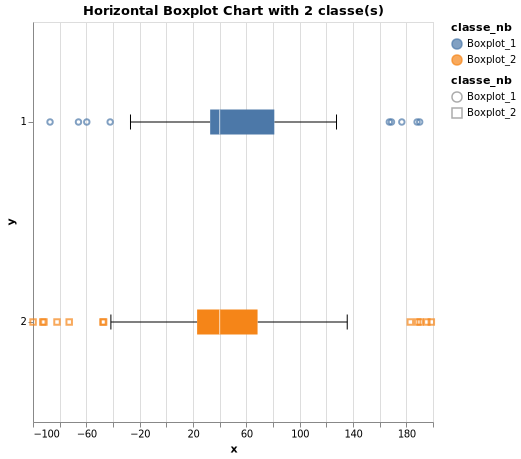 Horizontal Boxplot Chart with 2 classe(s)
classe_nb
Boxplot_1
Boxplot_2
classe_nb
Boxplot_1
Boxplot_2
1
y
2
−100 −60 −20 20 60 100 140 180
x